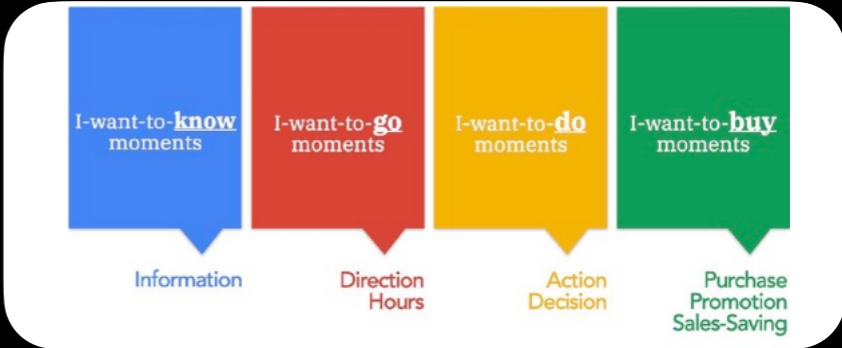 I-want-to-know
moments
I-want-to-go
moments
I-want-to-do
moments
I-want-to-buy
moments
Information
Direction
Hours
Action
Decision
Purchase
Promotion
Sales-Saving